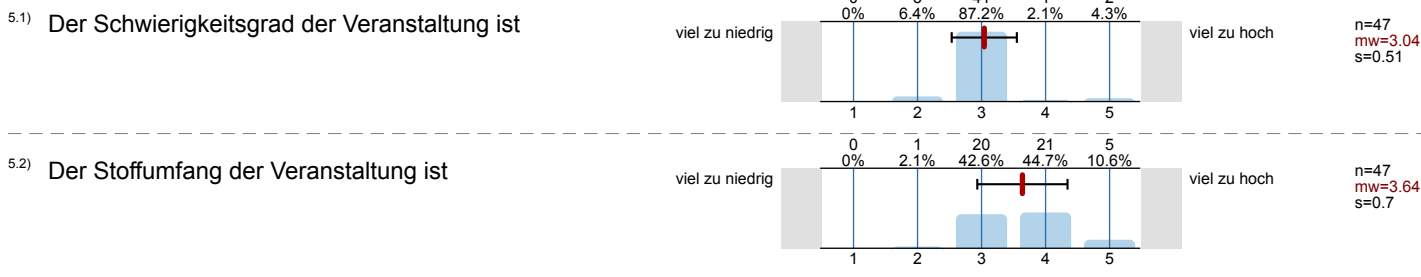 5.1) Der Schwierigkeitsgrad der Veranstaltung ist
0% 6.4% 87.2% 2.1% 4.3%
viel zu niedrig
viel zu hoch
n=47
mw=3.04
s=0.51
1 2 3 4 5
5.2) Der Stoffumfang der Veranstaltung ist
0 1 20 21 5
0% 2.1% 42.6% 44.7% 10.6%
viel zu niedrig
viel zu hoch
n=47
mw=3.64
s=0.7
1 2 3 4 5